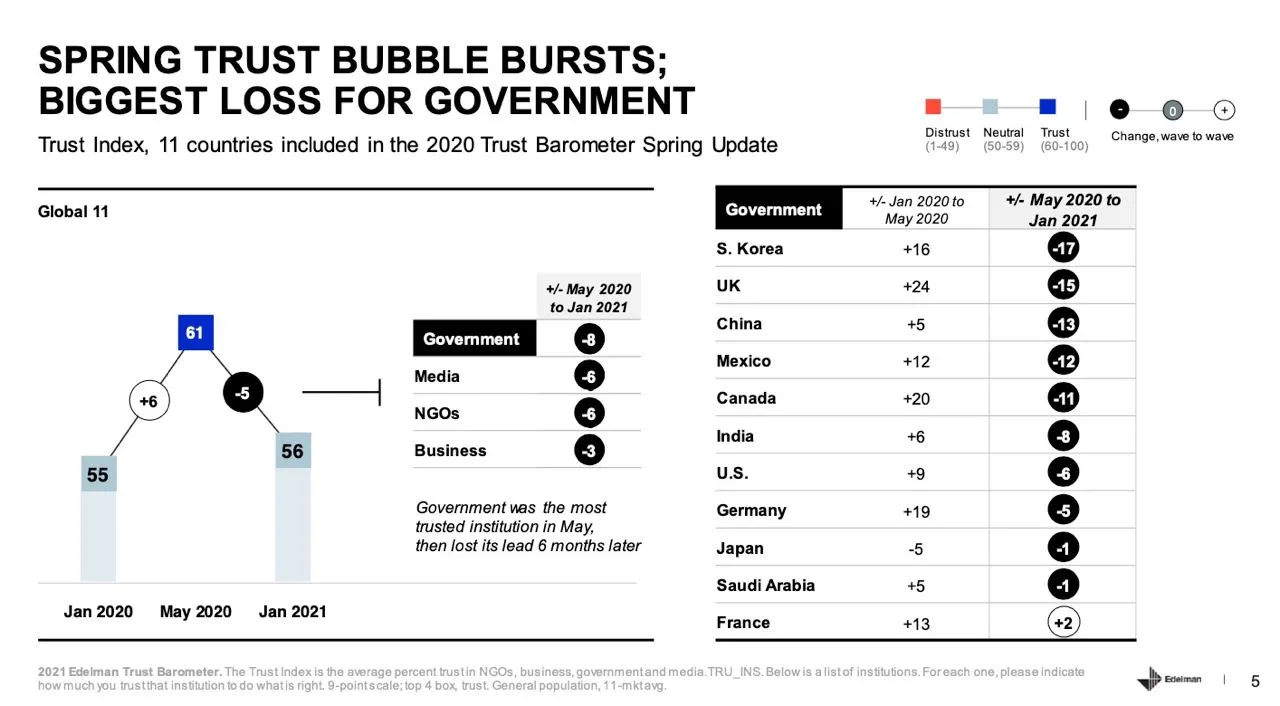 SPRING TRUST BUBBLE BURSTS;
BIGGEST LOSS FOR GOVERNMENT
Trust Index, 11 countries included in the 2020 Trust Barometer Spring Update
Distrust Neutral Trust
(1-49) (50-59) (60-100)
- 0 +
Change, wave to wave
Global 11
55
+6
61
-5
56
Jan 2020 May 2020 Jan 2021
+/- May 2020
to Jan 2021
Government -8
Media -6
NGOs -6
Business -3
Government was the most
trusted institution in May,
then lost its lead 6 months later
Government
+/- Jan 2020 to
May 2020
+/- May 2020 to
Jan 2021
S. Korea +16 -17
UK +24 -15
China +5 -13
Mexico +12 -12
Canada +20 -11
India +6 -8
U.S. +9 -6
Germany +19 -5
Japan -5 -1
Saudi Arabia +5 -1
France +13 +2
2021 Edelman Trust Barometer. The Trust Index is the average percent trust in NGOs, business, government and media. TRU_INS. Below is a list of institutions. For each one, please indicate
how much you trust that institution to do what is right. 9-point scale; top 4 box, trust. General population, 11-mkt avg.
Edelman | 5